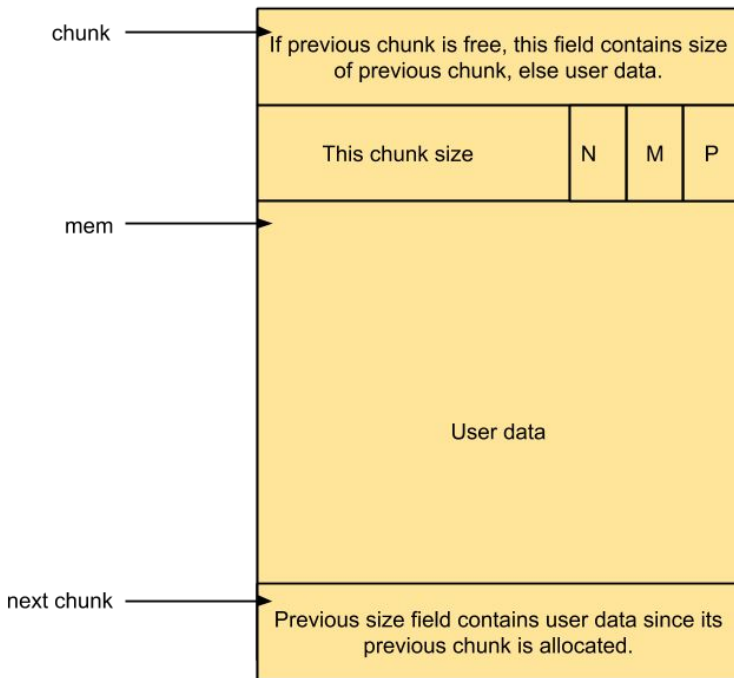 chunk
If previous chunk is free, this field contains size
of previous chunk, else user data.
This chunk size
N
M
P
mem
User data
next chunk
Previous size field contains user data since its
previous chunk is allocated.